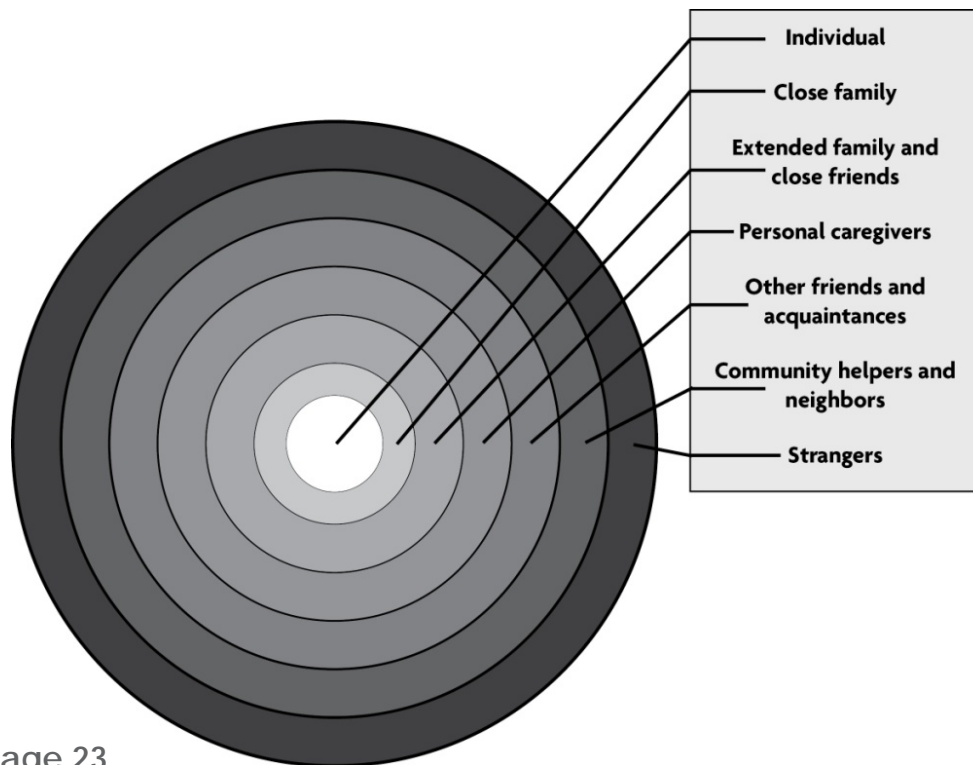 Individual
Close family
Extended family and
close friends
Personal caregivers
Other friends and
acquaintances
Community helpers and
neighbors
Strangers
age 23